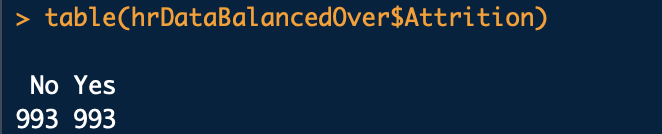 > table(hrDataBalancedOver$Attrition)
No Yes
993 993